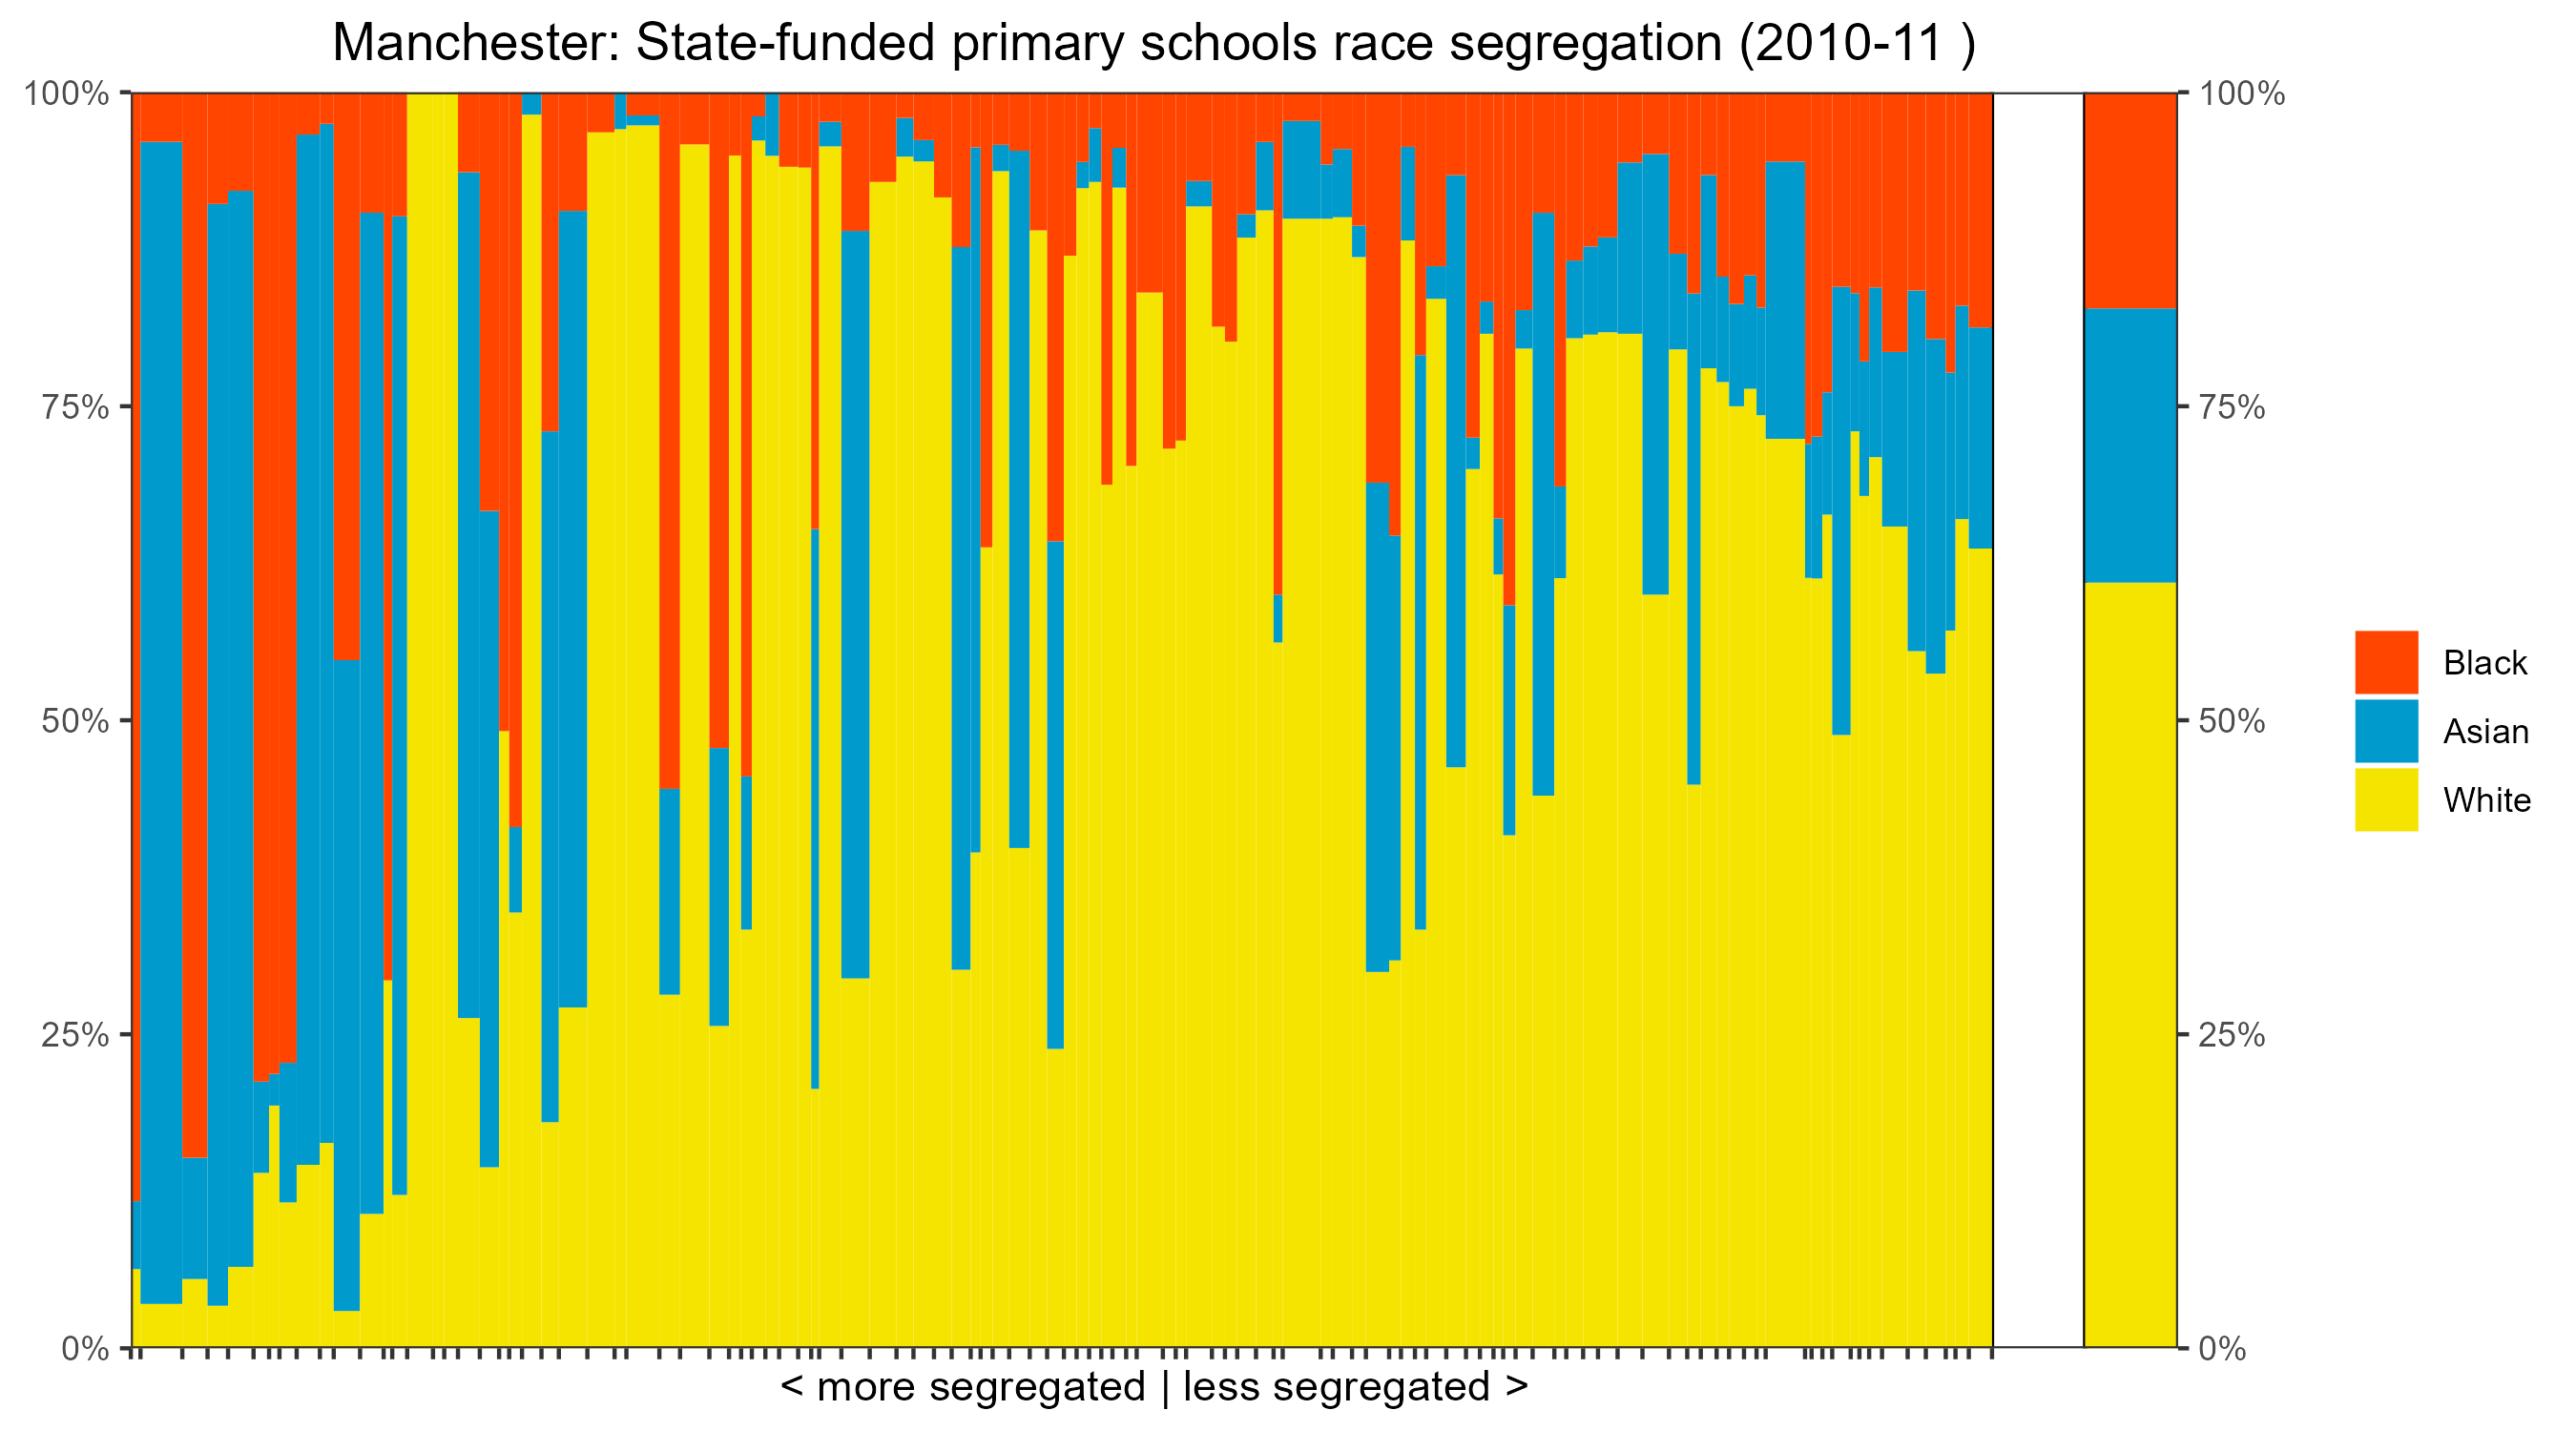 Manchester: State-funded primary schools race segregation (2010-11 )
100%
75%
50%
25%
0%
100%
75%
50%
25%
0%
Black
Asian
White
< more segregated | less segregated >